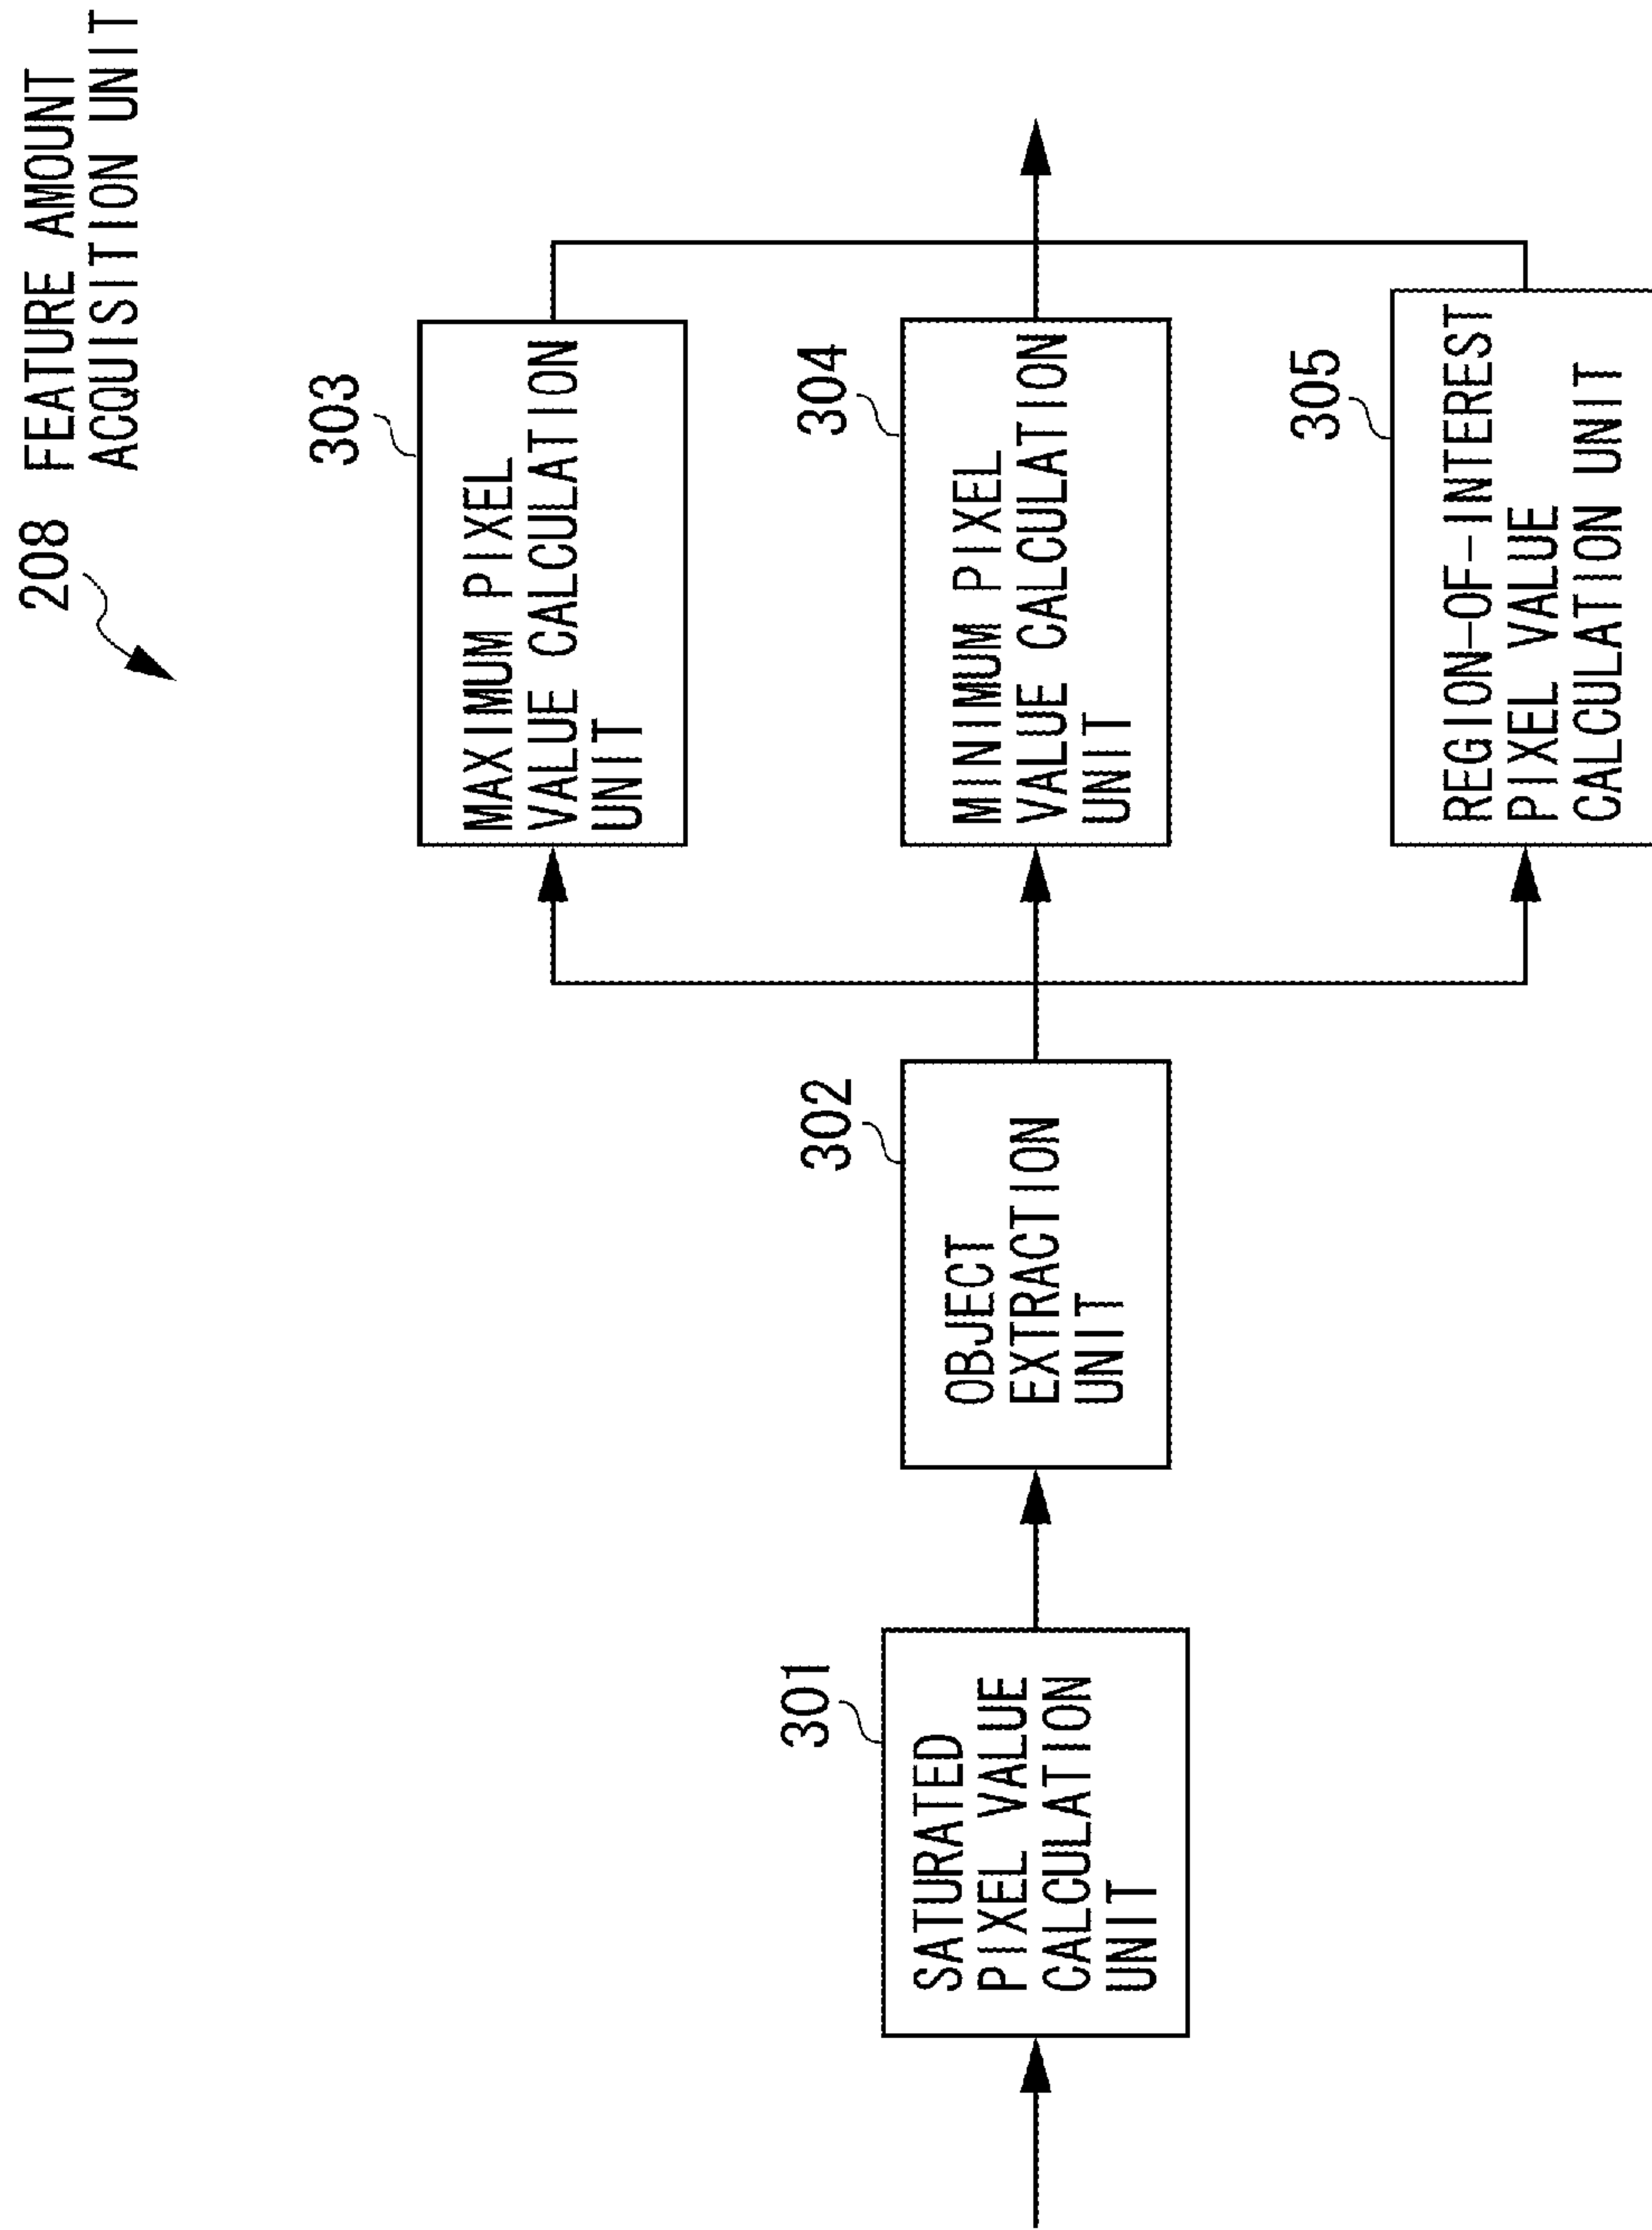 208 FEATURE AMOUNT
ACQUISITION UNIT
301
SATURATED
PIXEL VALUE
CALCULATION
UNIT
302
OBJECT
EXTRACTION
UNIT
303
MAXIMUM PIXEL
VALUE CALCULATION
UNIT
304
MINIMUM PIXEL
VALUE CALCULATION
UNIT
305
REGION-OF-INTEREST
PIXEL VALUE
CALCULATION UNIT